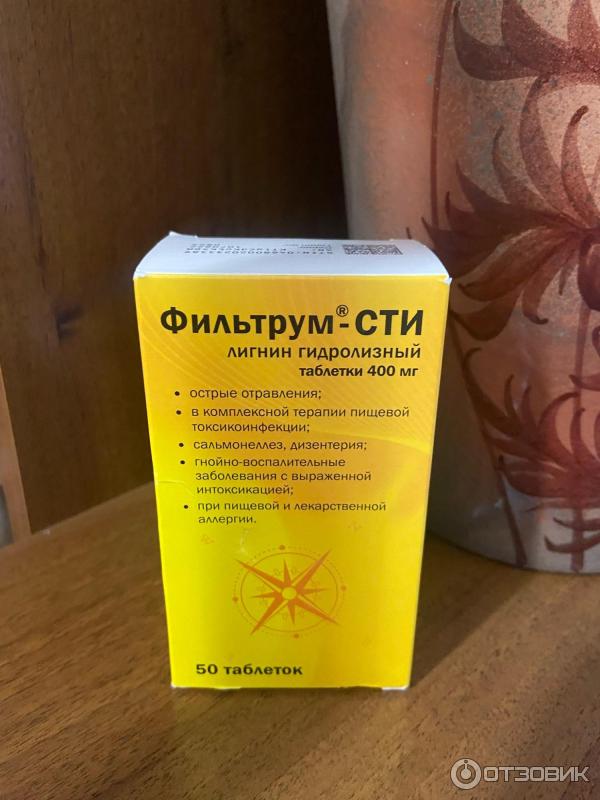 Фильтрум®-СТИ
лигнин гидролизный
таблетки 400 мг
• острые отравления;
• в комплексной терапии пищевой
токсикоинфекции;
• сальмонеллез, дизентерия;
• гнойно-воспалительные
заболевания с выраженной
интоксикацией;
• при пищевой и лекарственной
аллергии.
50 таблеток
ОТЗОВИК